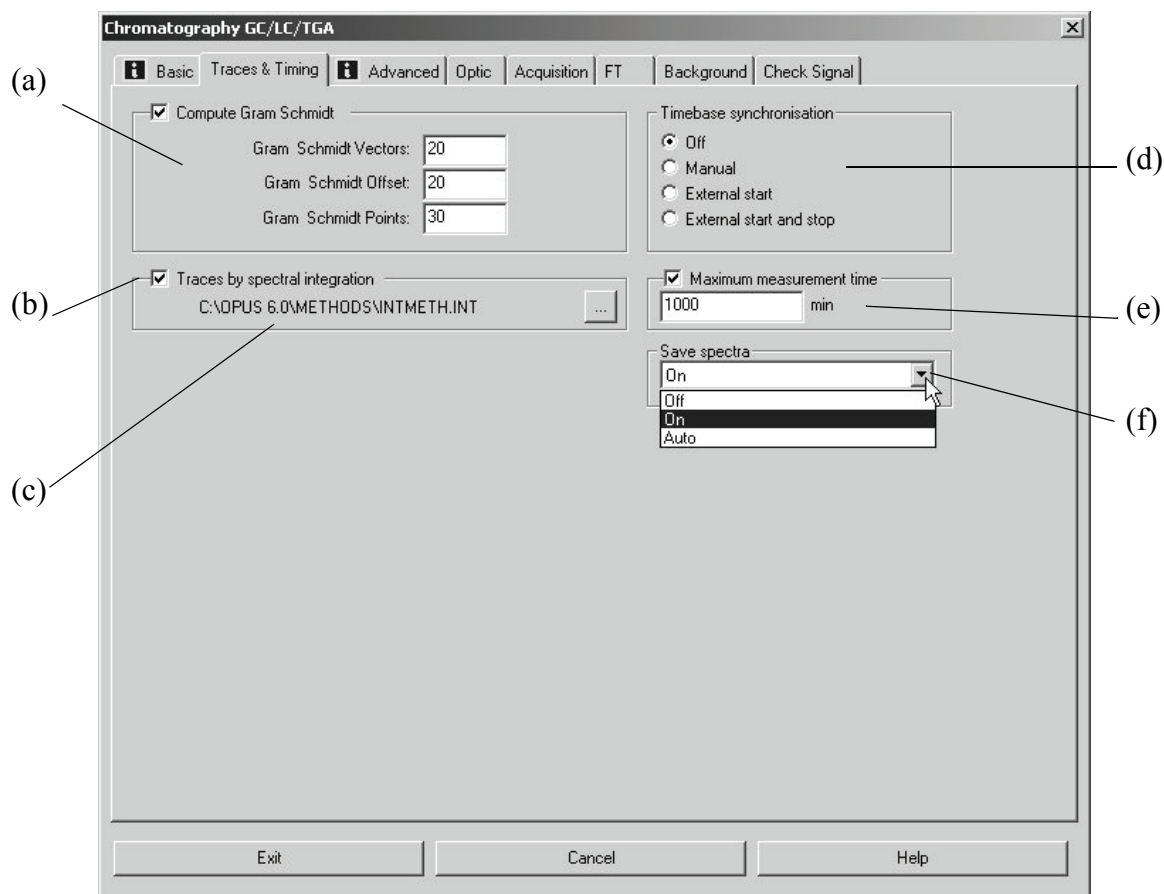 Chromatography GC/LC/TGA
i Basic Traces & Timing i Advanced Optic Acquisition FT Background Check Signal
(a)
Compute Gram Schmidt
Gram Schmidt Vectors: 20
Gram Schmidt Offset: 20
Gram Schmidt Points: 30
Timebase synchronisation
Off
Manual
External start
External start and stop
(d)
(b)
Traces by spectral integration
C:\OPUS 6.0\METHODS\INTMETH.INT ...
Maximum measurement time
1000 min
(e)
Save spectra
On
Off
On
Auto
(f)
(c)
Exit Cancel Help